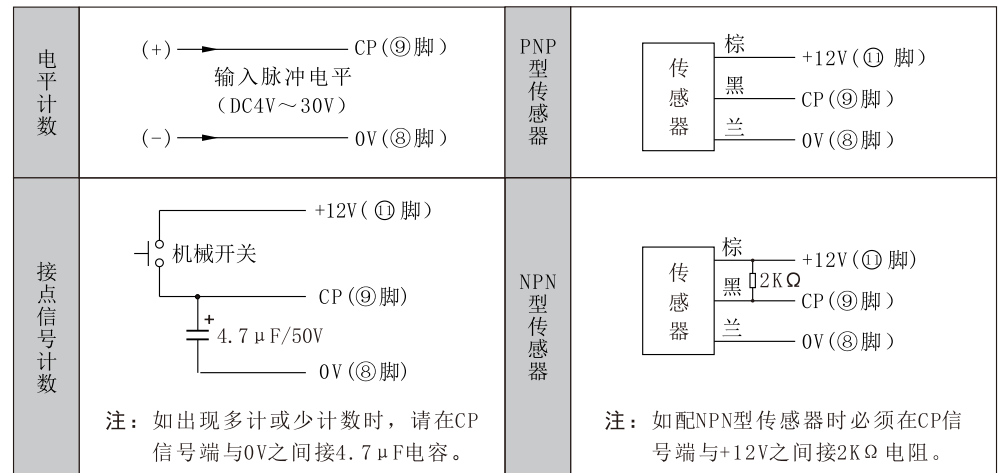 电平计数
(+) CP(⑨脚)
输入脉冲电平
(DC4V～30V)
(-) 0V(⑧脚)
PNP型传感器
传感器
棕 +12V(⑪ 脚)
黑 CP(⑨脚)
兰 0V(⑧脚)
接点信号计数
+12V(⑪脚)
机械开关
CP(⑨脚)
+
4.7μF/50V
0V(⑧脚)
注：如出现多计或少计数时，请在CP
信号端与0V之间接4.7μF电容。
NPN型传感器
传感器
棕 +12V(⑪脚)
2KΩ
黑 CP(⑨脚)
兰 0V(⑧脚)
注：如配NPN型传感器时必须在CP信
号端与+12V之间接2KΩ电阻。